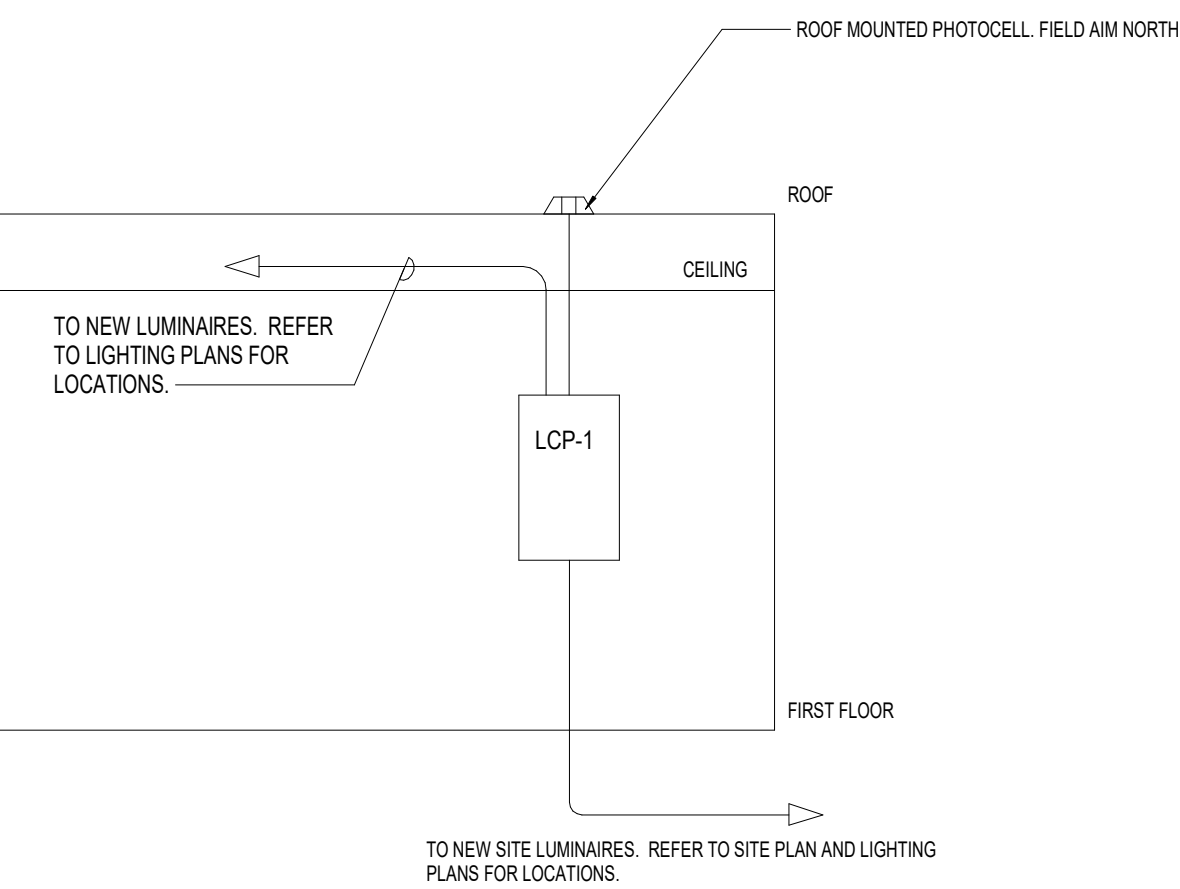 ROOF MOUNTED PHOTOCELL. FIELD AIM NORTH
ROOF
CEILING
TO NEW LUMINAIRES. REFER
TO LIGHTING PLANS FOR
LOCATIONS.
LCP-1
FIRST FLOOR
TO NEW SITE LUMINAIRES. REFER TO SITE PLAN AND LIGHTING
PLANS FOR LOCATIONS.